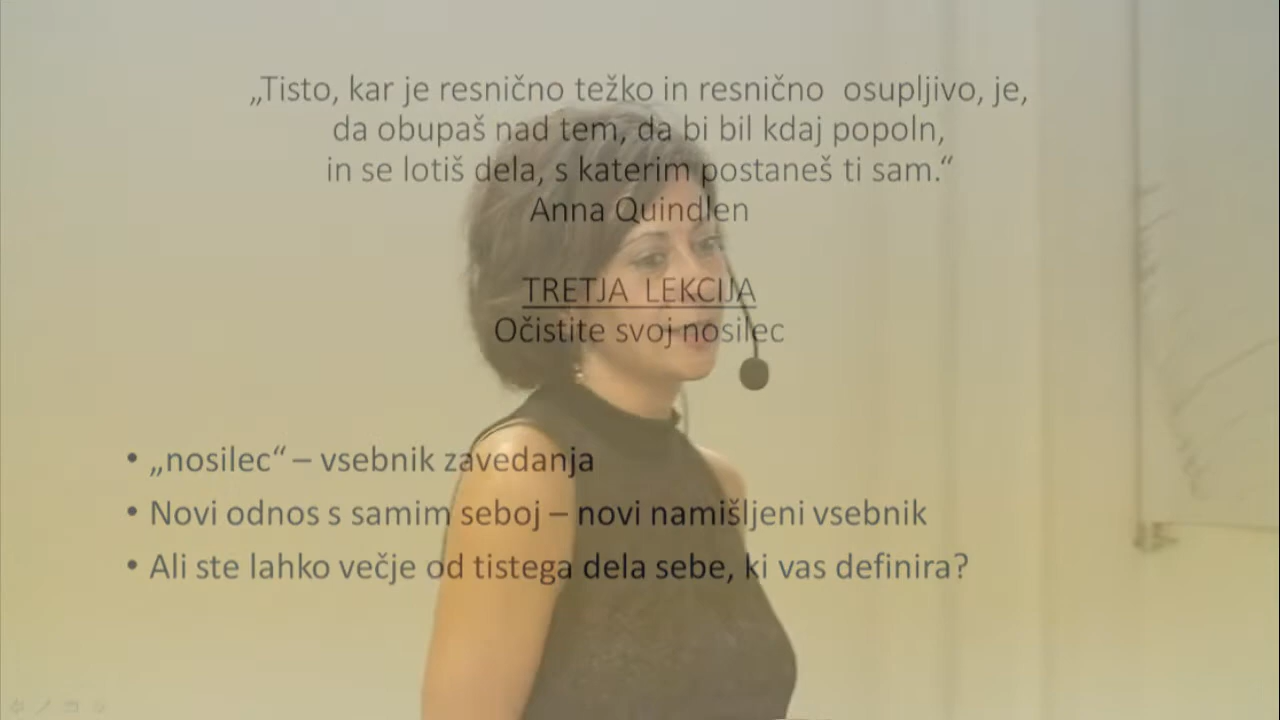 „Tisto, kar je resnično težko in resnično osupljivo, je,
da obupaš nad tem, da bi bil kdaj popoln,
in se lotiš dela, s katerim postaneš ti sam.“
Anna Quindlen
TRETJA LEKCIJA
Očistite svoj nosilec
• „nosilec“ – vsebnik zavedanja
• Novi odnos s samim seboj – novi namišljeni vsebnik
• Ali ste lahko večje od tistega dela sebe, ki vas definira?